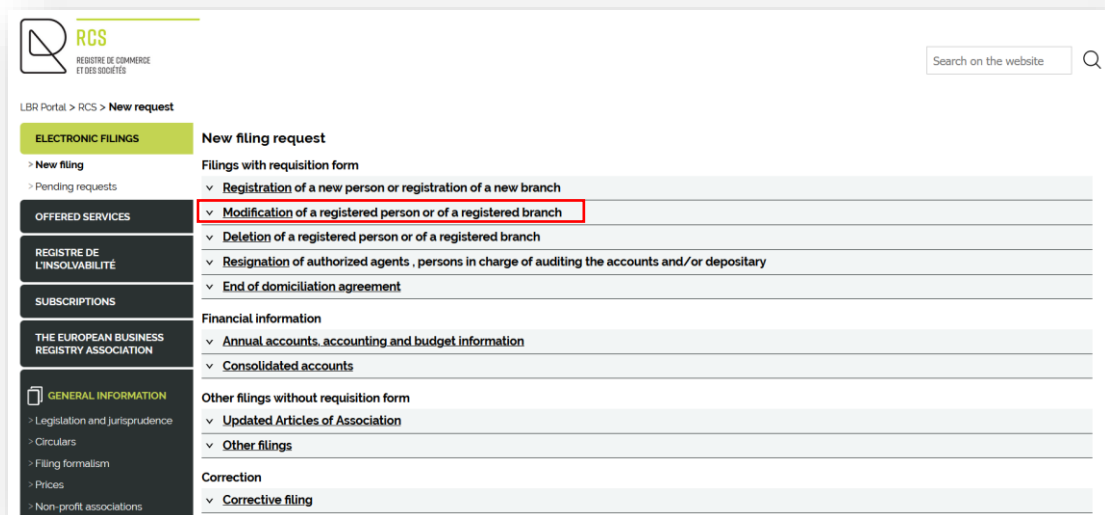 RCS
REGISTRE DE COMMERCE
ET DES SOCIÉTÉS
Search on the website
LBR Portal > RCS > New request
ELECTRONIC FILINGS
> New filing
> Pending requests
OFFERED SERVICES
REGISTRE DE
L'INSOLVABILITÉ
SUBSCRIPTIONS
THE EUROPEAN BUSINESS
REGISTRY ASSOCIATION
GENERAL INFORMATION
> Legislation and jurisprudence
> Circulars
> Filing formalism
> Prices
> Non-profit associations
New filing request
Filings with requisition form
Registration of a new person or registration of a new branch
Modification of a registered person or of a registered branch
Deletion of a registered person or of a registered branch
Resignation of authorized agents , persons in charge of auditing the accounts and/or depositary
End of domiciliation agreement
Financial information
Annual accounts, accounting and budget information
Consolidated accounts
Other filings without requisition form
Updated Articles of Association
Other filings
Correction
Corrective filing